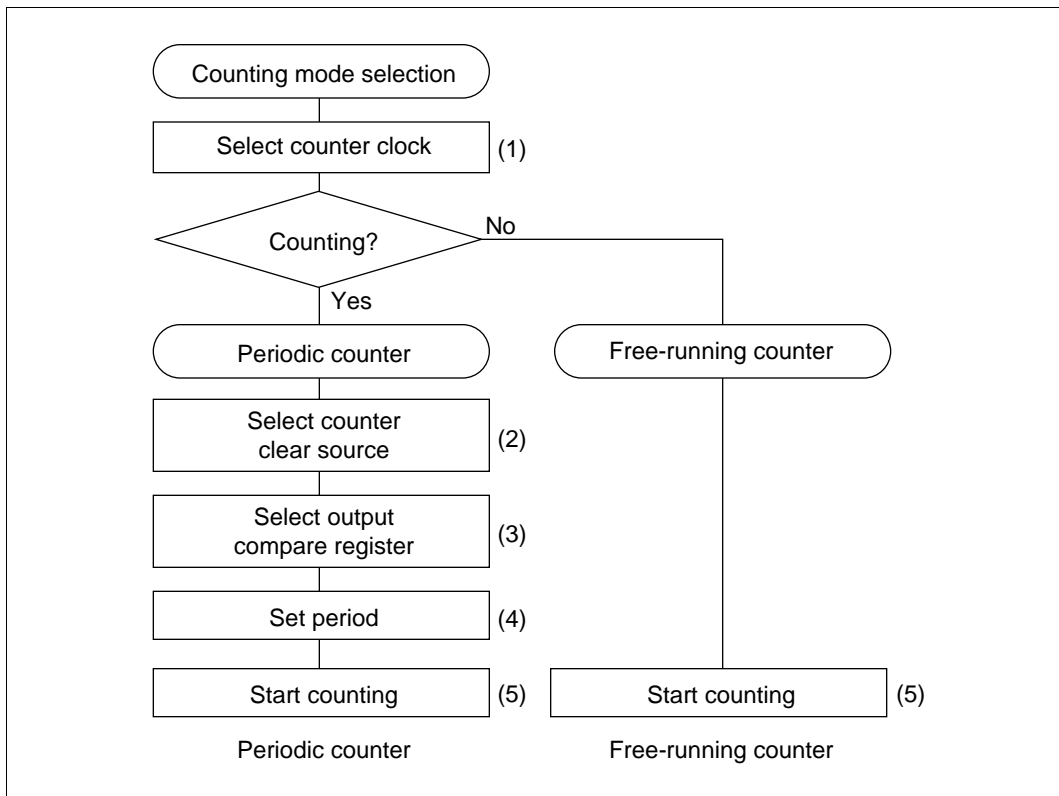 Counting mode selection
Select counter clock
(1)
Counting?
No
Yes
Periodic counter
Free-running counter
Select counter
clear source
(2)
Select output
compare register
(3)
Set period
(4)
Start counting
(5)
Start counting
(5)
Periodic counter
Free-running counter